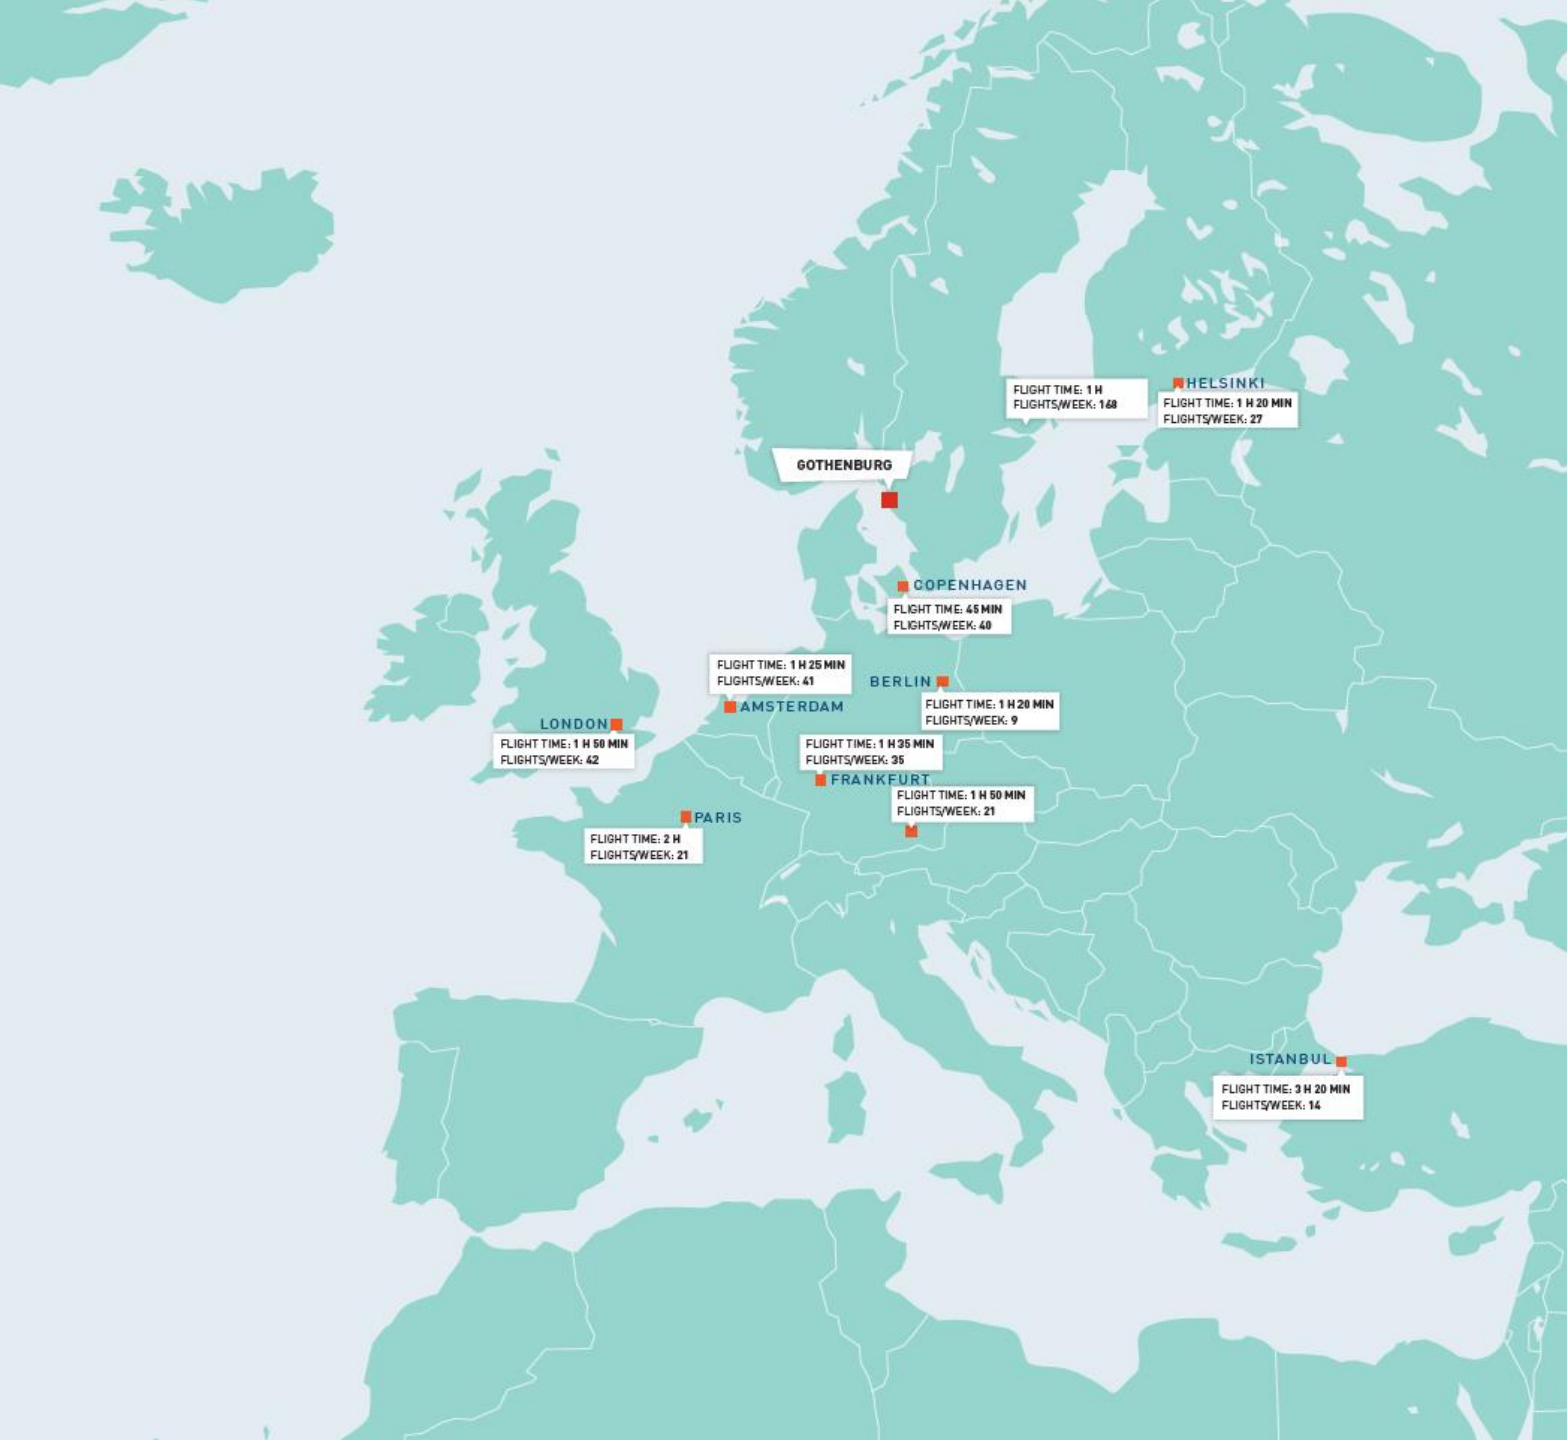 HELSINKI
FLIGHT TIME: 1 H
FLIGHTS/WEEK: 168
FLIGHT TIME: 1 H 20 MIN
FLIGHTS/WEEK: 27
GOTHENBURG
COPENHAGEN
FLIGHT TIME: 45 MIN
FLIGHTS/WEEK: 40
FLIGHT TIME: 1 H 25 MIN
FLIGHTS/WEEK: 41
AMSTERDAM
BERLIN
FLIGHT TIME: 1 H 20 MIN
FLIGHTS/WEEK: 9
LONDON
FLIGHT TIME: 1 H 50 MIN
FLIGHTS/WEEK: 42
FLIGHT TIME: 1 H 35 MIN
FLIGHTS/WEEK: 35
FRANKFURT
FLIGHT TIME: 1 H 50 MIN
FLIGHTS/WEEK: 21
PARIS
FLIGHT TIME: 2 H
FLIGHTS/WEEK: 21
ISTANBUL
FLIGHT TIME: 3 H 20 MIN
FLIGHTS/WEEK: 14